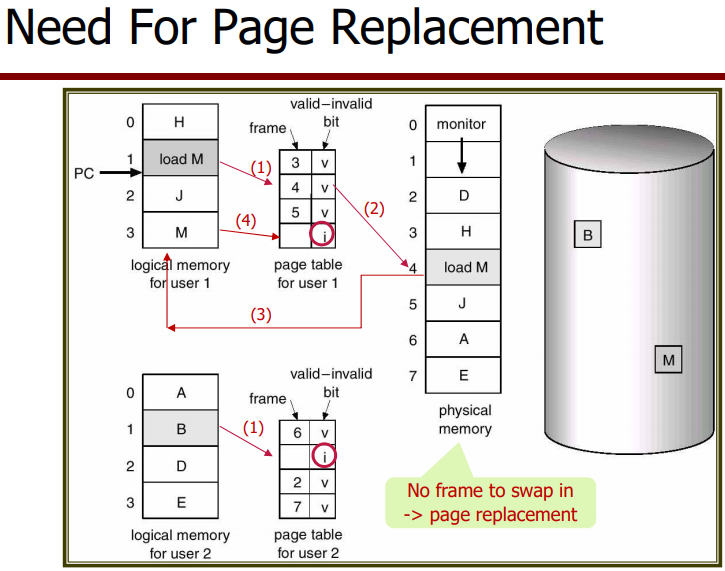 Need For Page Replacement
valid–invalid
frame
bit
0 H
1 load M
2 J
3 M
PC
(1)
3 v
4 v
5 v
i
(4)
(2)
logical memory
for user 1
page table
for user 1
(3)
0 monitor
1
2 D
3 H
4 load M
5 J
6 A
7 E
physical
memory
B
M
valid–invalid
frame
bit
0 A
1 B
2 D
3 E
(1)
6 v
i
2 v
7 v
logical memory
for user 2
page table
for user 2
No frame to swap in
-> page replacement